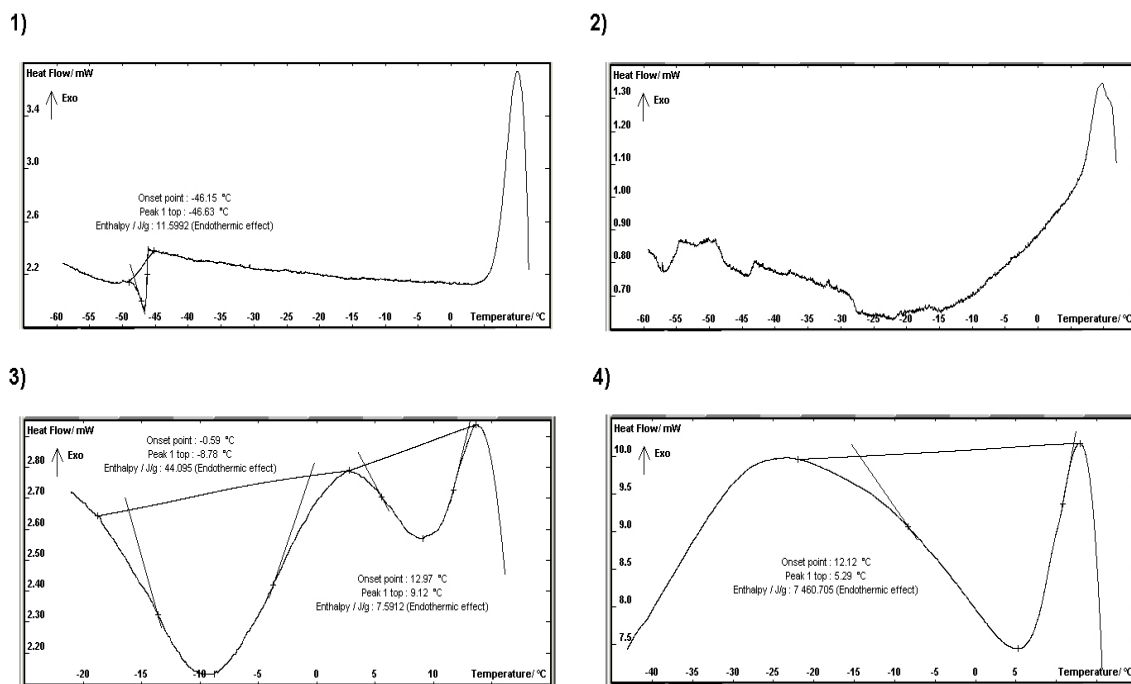 1)
Heat Flow/ mW
Exo
3.4
3.0
2.6
2.2
Onset point : -46.15 °C
Peak 1 top : -46.63 °C
Enthalpy / J/g : 11.5992 (Endothermic effect)
-60 -50 -40 -30 -20 -10 0 Temperature/ °C
2)
Heat Flow/ mW
Exo
1.30
1.20
1.10
1.00
0.90
0.80
0.70
-59 -55 -50 -45 -40 -35 -30 -25 -20 -15 -10 -5 0 Temperature/ °C
3)
Heat Flow/ mW
Exo
2.80
2.70
2.60
2.50
2.40
2.30
2.20
Onset point : -0.59 °C
Peak 1 top : -8.78 °C
Enthalpy / J/g : 44.095 (Endothermic effect)
Onset point : 12.97 °C
Peak 1 top : 9.12 °C
Enthalpy / J/g : 7.5912 (Endothermic effect)
-20 -15 -10 -5 0 5 10 Temperature/ °C
4)
Heat Flow/ mW
Exo
10.0
9.5
9.0
8.5
8.0
7.5
Onset point : 12.12 °C
Peak 1 top : 5.29 °C
Enthalpy / J/g : 7 460.705 (Endothermic effect)
-40 -35 -30 -25 -20 -15 -10 -5 0 5 Temperature/ °C